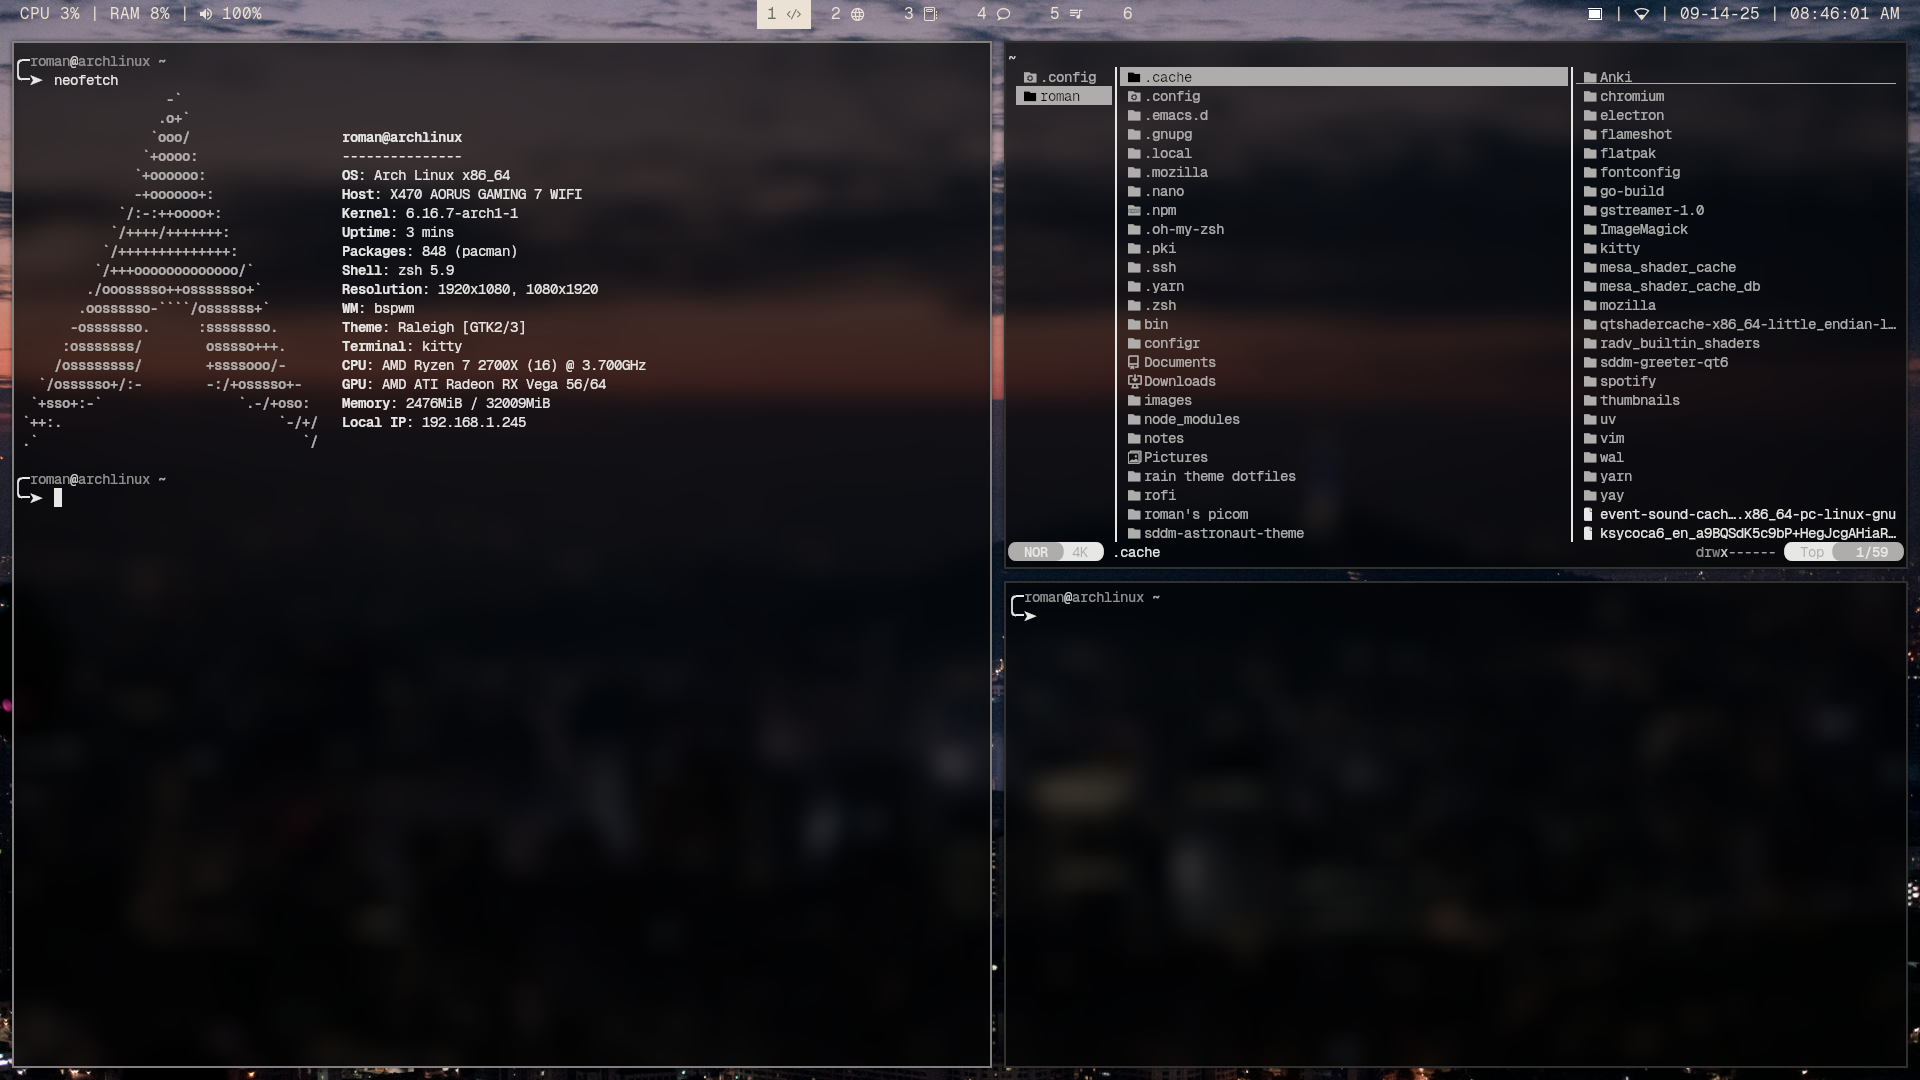 CPU 3% | RAM 8% | 100%
1 2 3 4 5 6
| | 09-14-25 | 08:46:01 AM
roman@archlinux ~
➤ neofetch
-`
.o+`
`ooo/
`+oooo:
`+oooooo:
-+oooooo+:
`/:-:++oooo+:
`/++++/+++++++:
`/++++++++++++++:
`/+++ooooooooooooo/`
./ooosssso++osssssso+`
.oossssso-````/ossssss+`
-osssssso. :ssssssso.
:osssssss/ osssso+++.
/ossssssss/ +ssssooo/-
`/ossssso+/:- -:/+osssso+-
`+sso+:-` `.-/+oso:
`++:. `-/+/
.` `/
roman@archlinux
---------------
OS: Arch Linux x86_64
Host: X470 AORUS GAMING 7 WIFI
Kernel: 6.16.7-arch1-1
Uptime: 3 mins
Packages: 848 (pacman)
Shell: zsh 5.9
Resolution: 1920x1080, 1080x1920
WM: bspwm
Theme: Raleigh [GTK2/3]
Terminal: kitty
CPU: AMD Ryzen 7 2700X (16) @ 3.700GHz
GPU: AMD ATI Radeon RX Vega 56/64
Memory: 2476MiB / 32009MiB
Local IP: 192.168.1.245
roman@archlinux ~
➤
~
.config
roman
.cache
.config
.emacs.d
.gnupg
.local
.mozilla
.nano
.npm
.oh-my-zsh
.pki
.ssh
.yarn
.zsh
bin
configr
Documents
Downloads
images
node_modules
notes
Pictures
rain theme dotfiles
rofi
roman's picom
sddm-astronaut-theme
Anki
chromium
electron
flameshot
flatpak
fontconfig
go-build
gstreamer-1.0
ImageMagick
kitty
mesa_shader_cache
mesa_shader_cache_db
mozilla
qtshadercache-x86_64-little_endian-l…
radv_builtin_shaders
sddm-greeter-qt6
spotify
thumbnails
uv
vim
wal
yarn
yay
event-sound-cach….x86_64-pc-linux-gnu
ksycoca6_en_a9BQSdK5c9bP+HegJcgAHiaR…
NOR 4K .cache drwx------ Top 1/59
roman@archlinux ~
➤